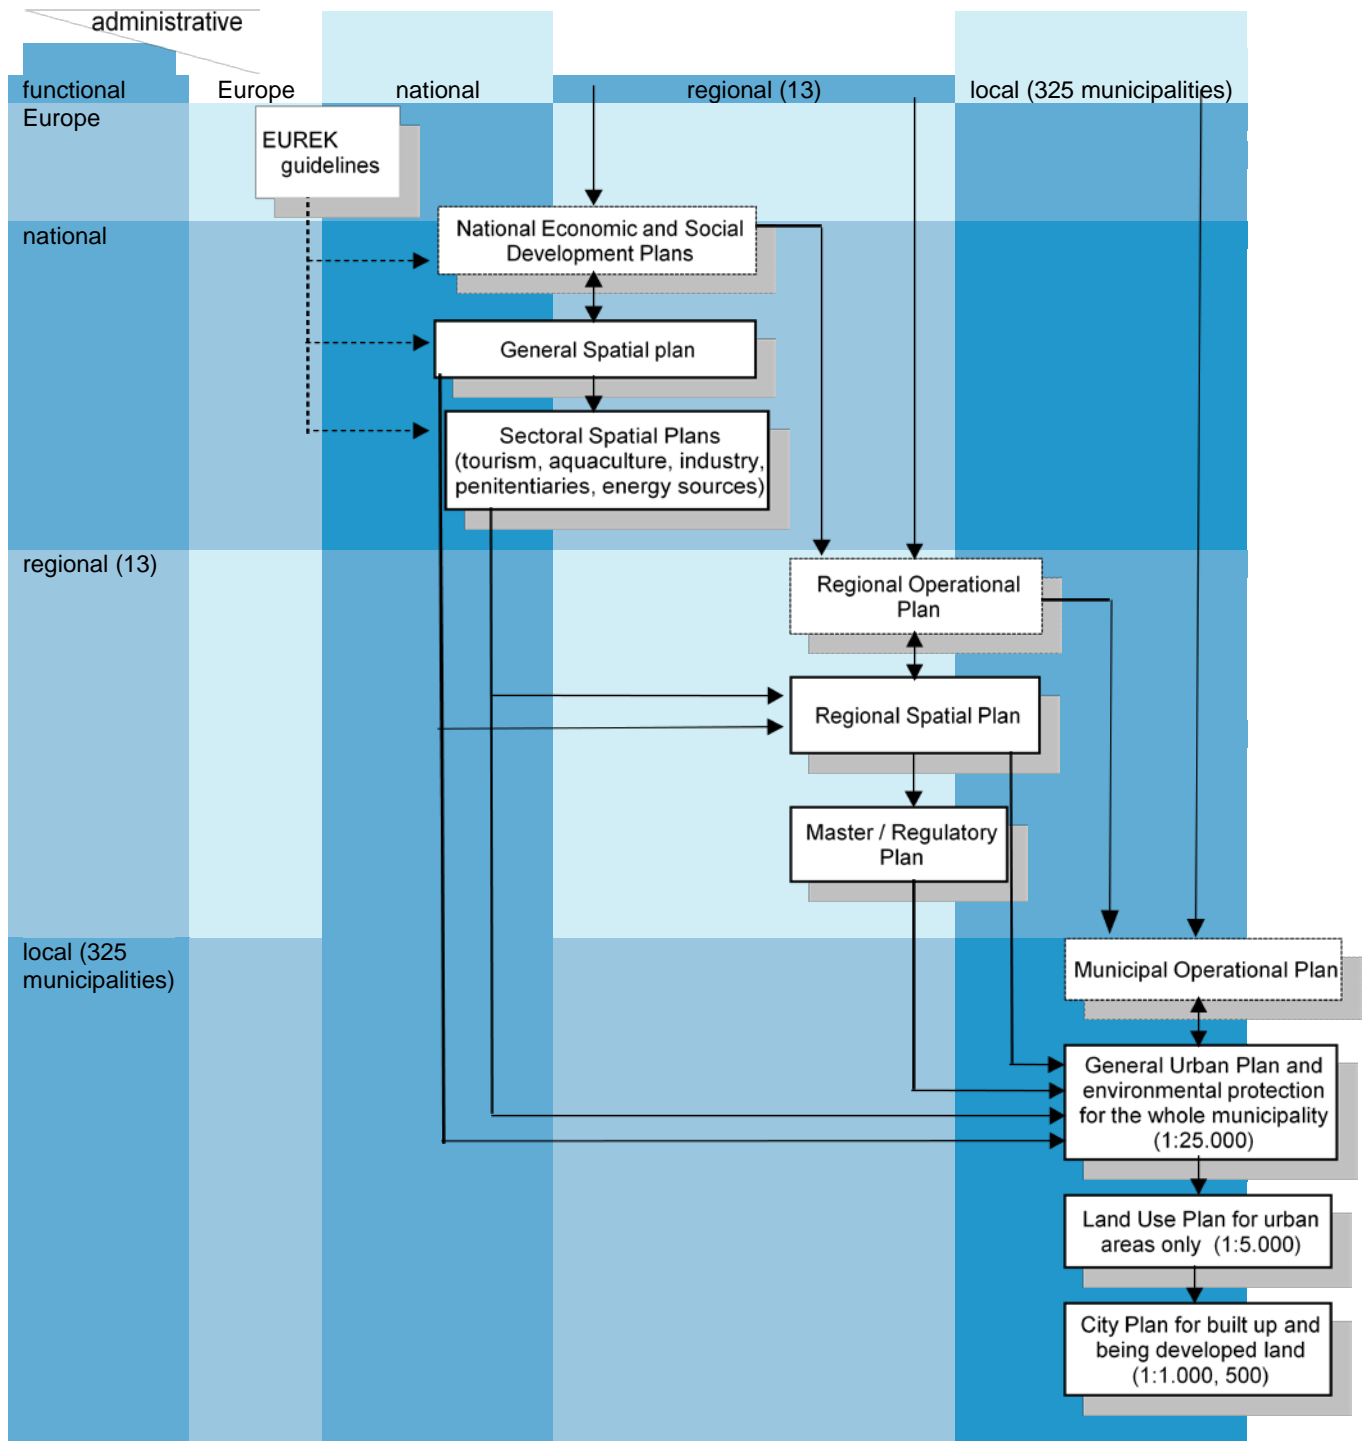 administrative
functional
Europe
national
regional (13)
local (325 municipalities)
Europe
EUREK
guidelines
national
National Economic and Social
Development Plans
General Spatial plan
Sectoral Spatial Plans
(tourism, aquaculture, industry,
penitentiaries, energy sources)
regional (13)
Regional Operational
Plan
Regional Spatial Plan
Master / Regulatory
Plan
local (325
municipalities)
Municipal Operational Plan
General Urban Plan and
environmental protection
for the whole municipality
(1:25.000)
Land Use Plan for urban
areas only (1:5.000)
City Plan for built up and
being developed land
(1:1.000, 500)